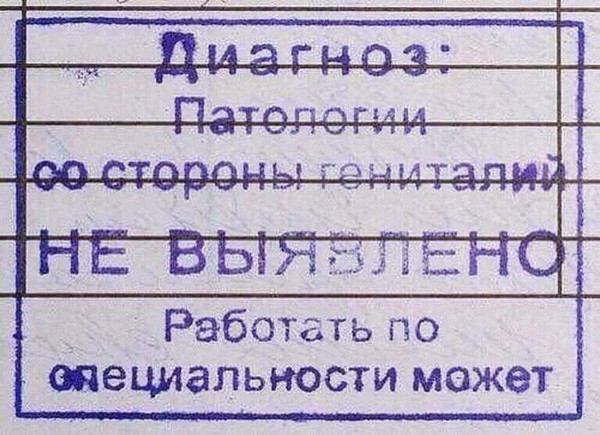 Диагноз:
Патологии
со стороны гениталий
НЕ ВЫЯВЛЕНО
Работать по
специальности может